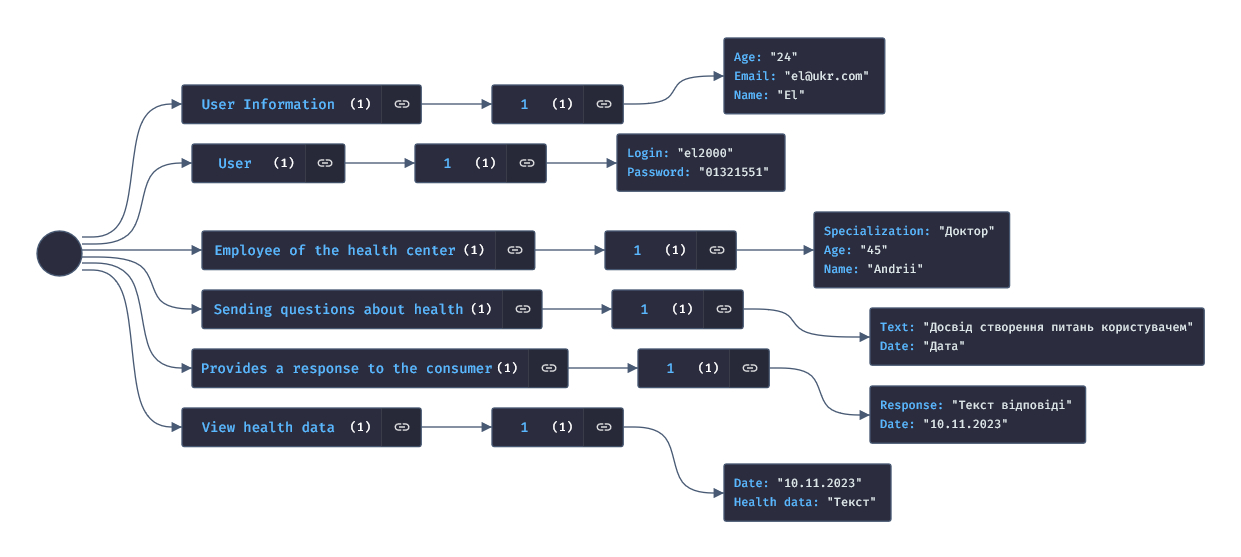 User Information (1)
1 (1)
Age: "24"
Email: "el@ukr.com"
Name: "El"
User (1)
1 (1)
Login: "el2000"
Password: "01321551"
Employee of the health center (1)
1 (1)
Specialization: "Доктор"
Age: "45"
Name: "Andrii"
Sending questions about health (1)
1 (1)
Text: "Досвід створення питань користувачем"
Date: "Дата"
Provides a response to the consumer (1)
1 (1)
Response: "Текст відповіді"
Date: "10.11.2023"
View health data (1)
1 (1)
Date: "10.11.2023"
Health data: "Текст"